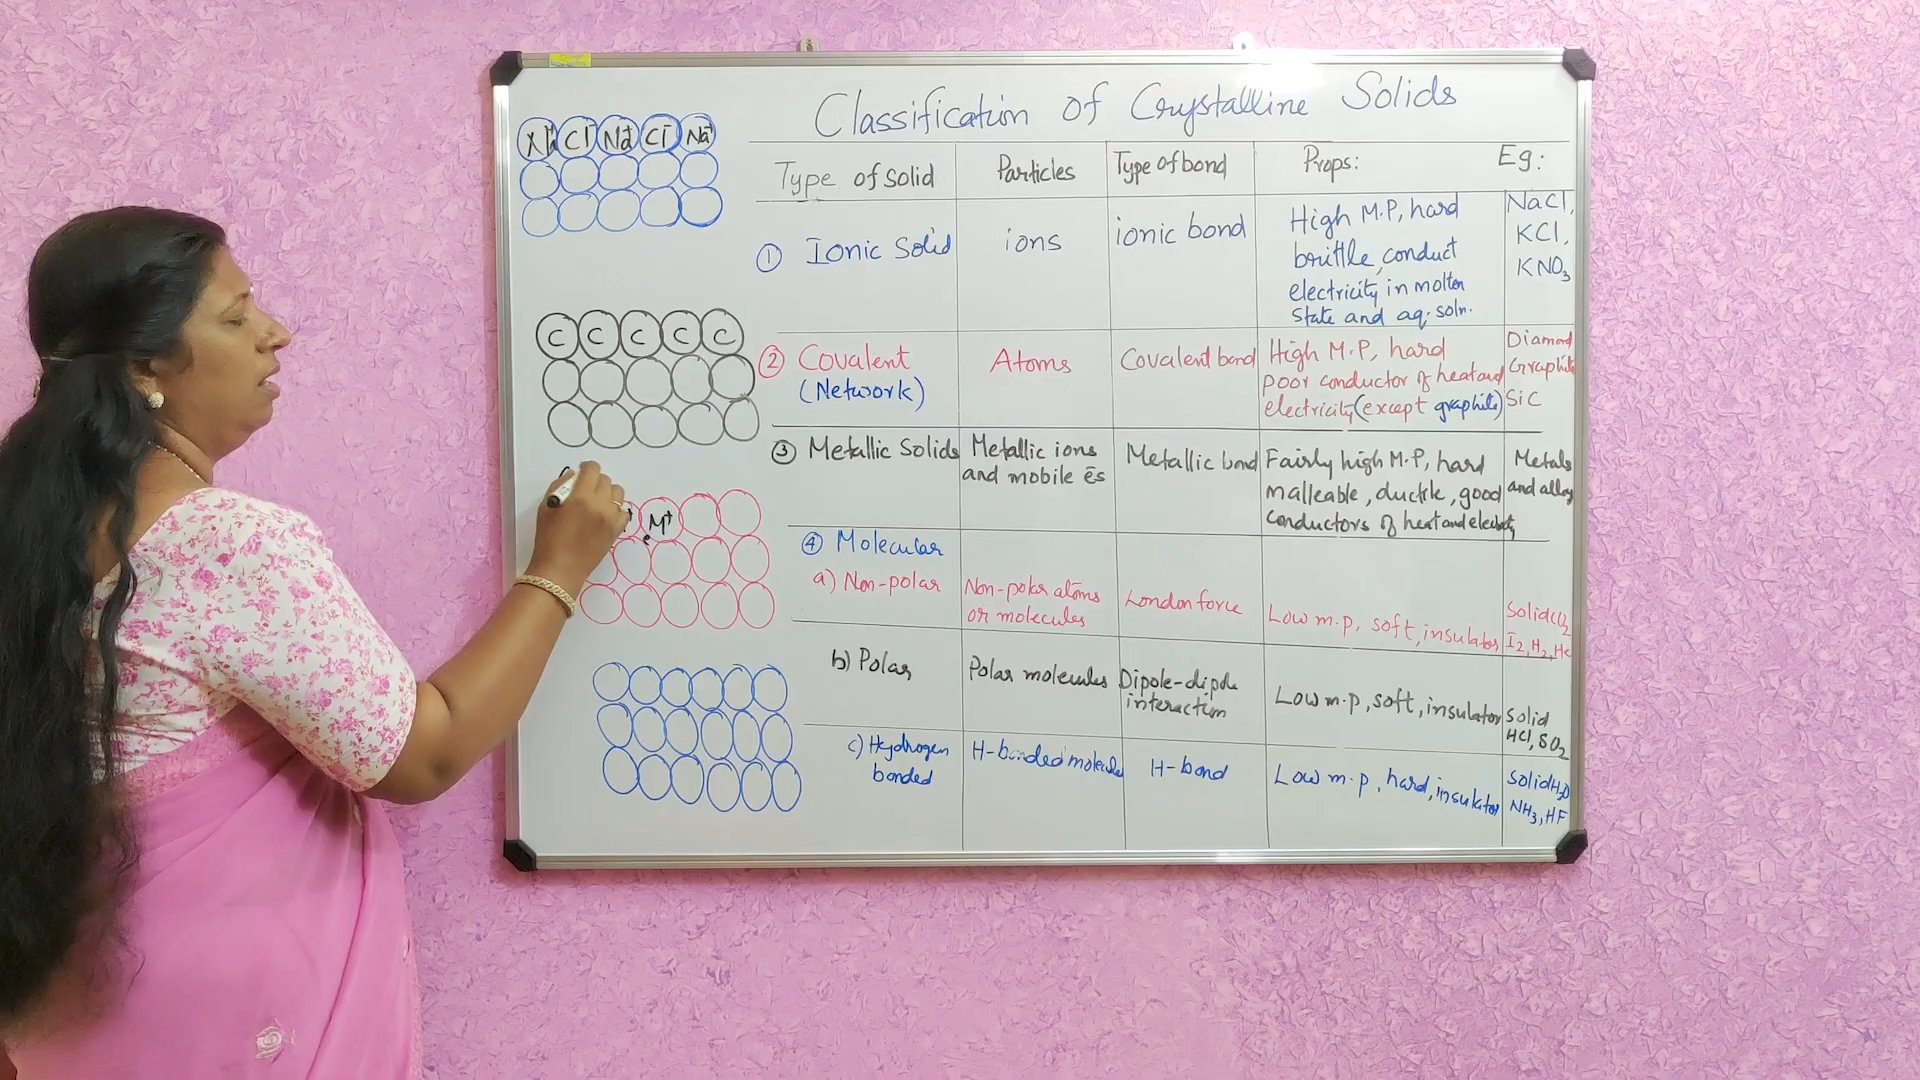 Classification of Crystalline Solids
Na⁺ Cl⁻ Na⁺ Cl⁻ Na⁺
Type of solid Particles Type of bond Props: Eg:
① Ionic Solid ions ionic bond High M.P, hard
brittle, conduct
electricity in molten
state and aq. soln.
NaCl,
KCl,
KNO₃
C C C C C
② Covalent
(Network)
Atoms Covalent bond High M.P, hard
poor conductor of heat and
electricity (except graphite)
Diamond
Graphite
SiC
③ Metallic Solids Metallic ions
and mobile ēs
Metallic bond Fairly high M.P, hard
malleable, ductile, good
conductors of heat and electricity
Metals
and alloy
M⁺
e
④ Molecular
a) Non-polar Non-polar atoms
or molecules
London force Low m.p, soft, insulator
Solid CO₂
I₂, H₂, He
b) Polar Polar molecules Dipole-dipole
interaction
Low m.p, soft, insulator
Solid
HCl, SO₂
c) Hydrogen
bonded
H-bonded molecules H-bond Low m.p, hard, insulator
Solid H₂O
NH₃, HF